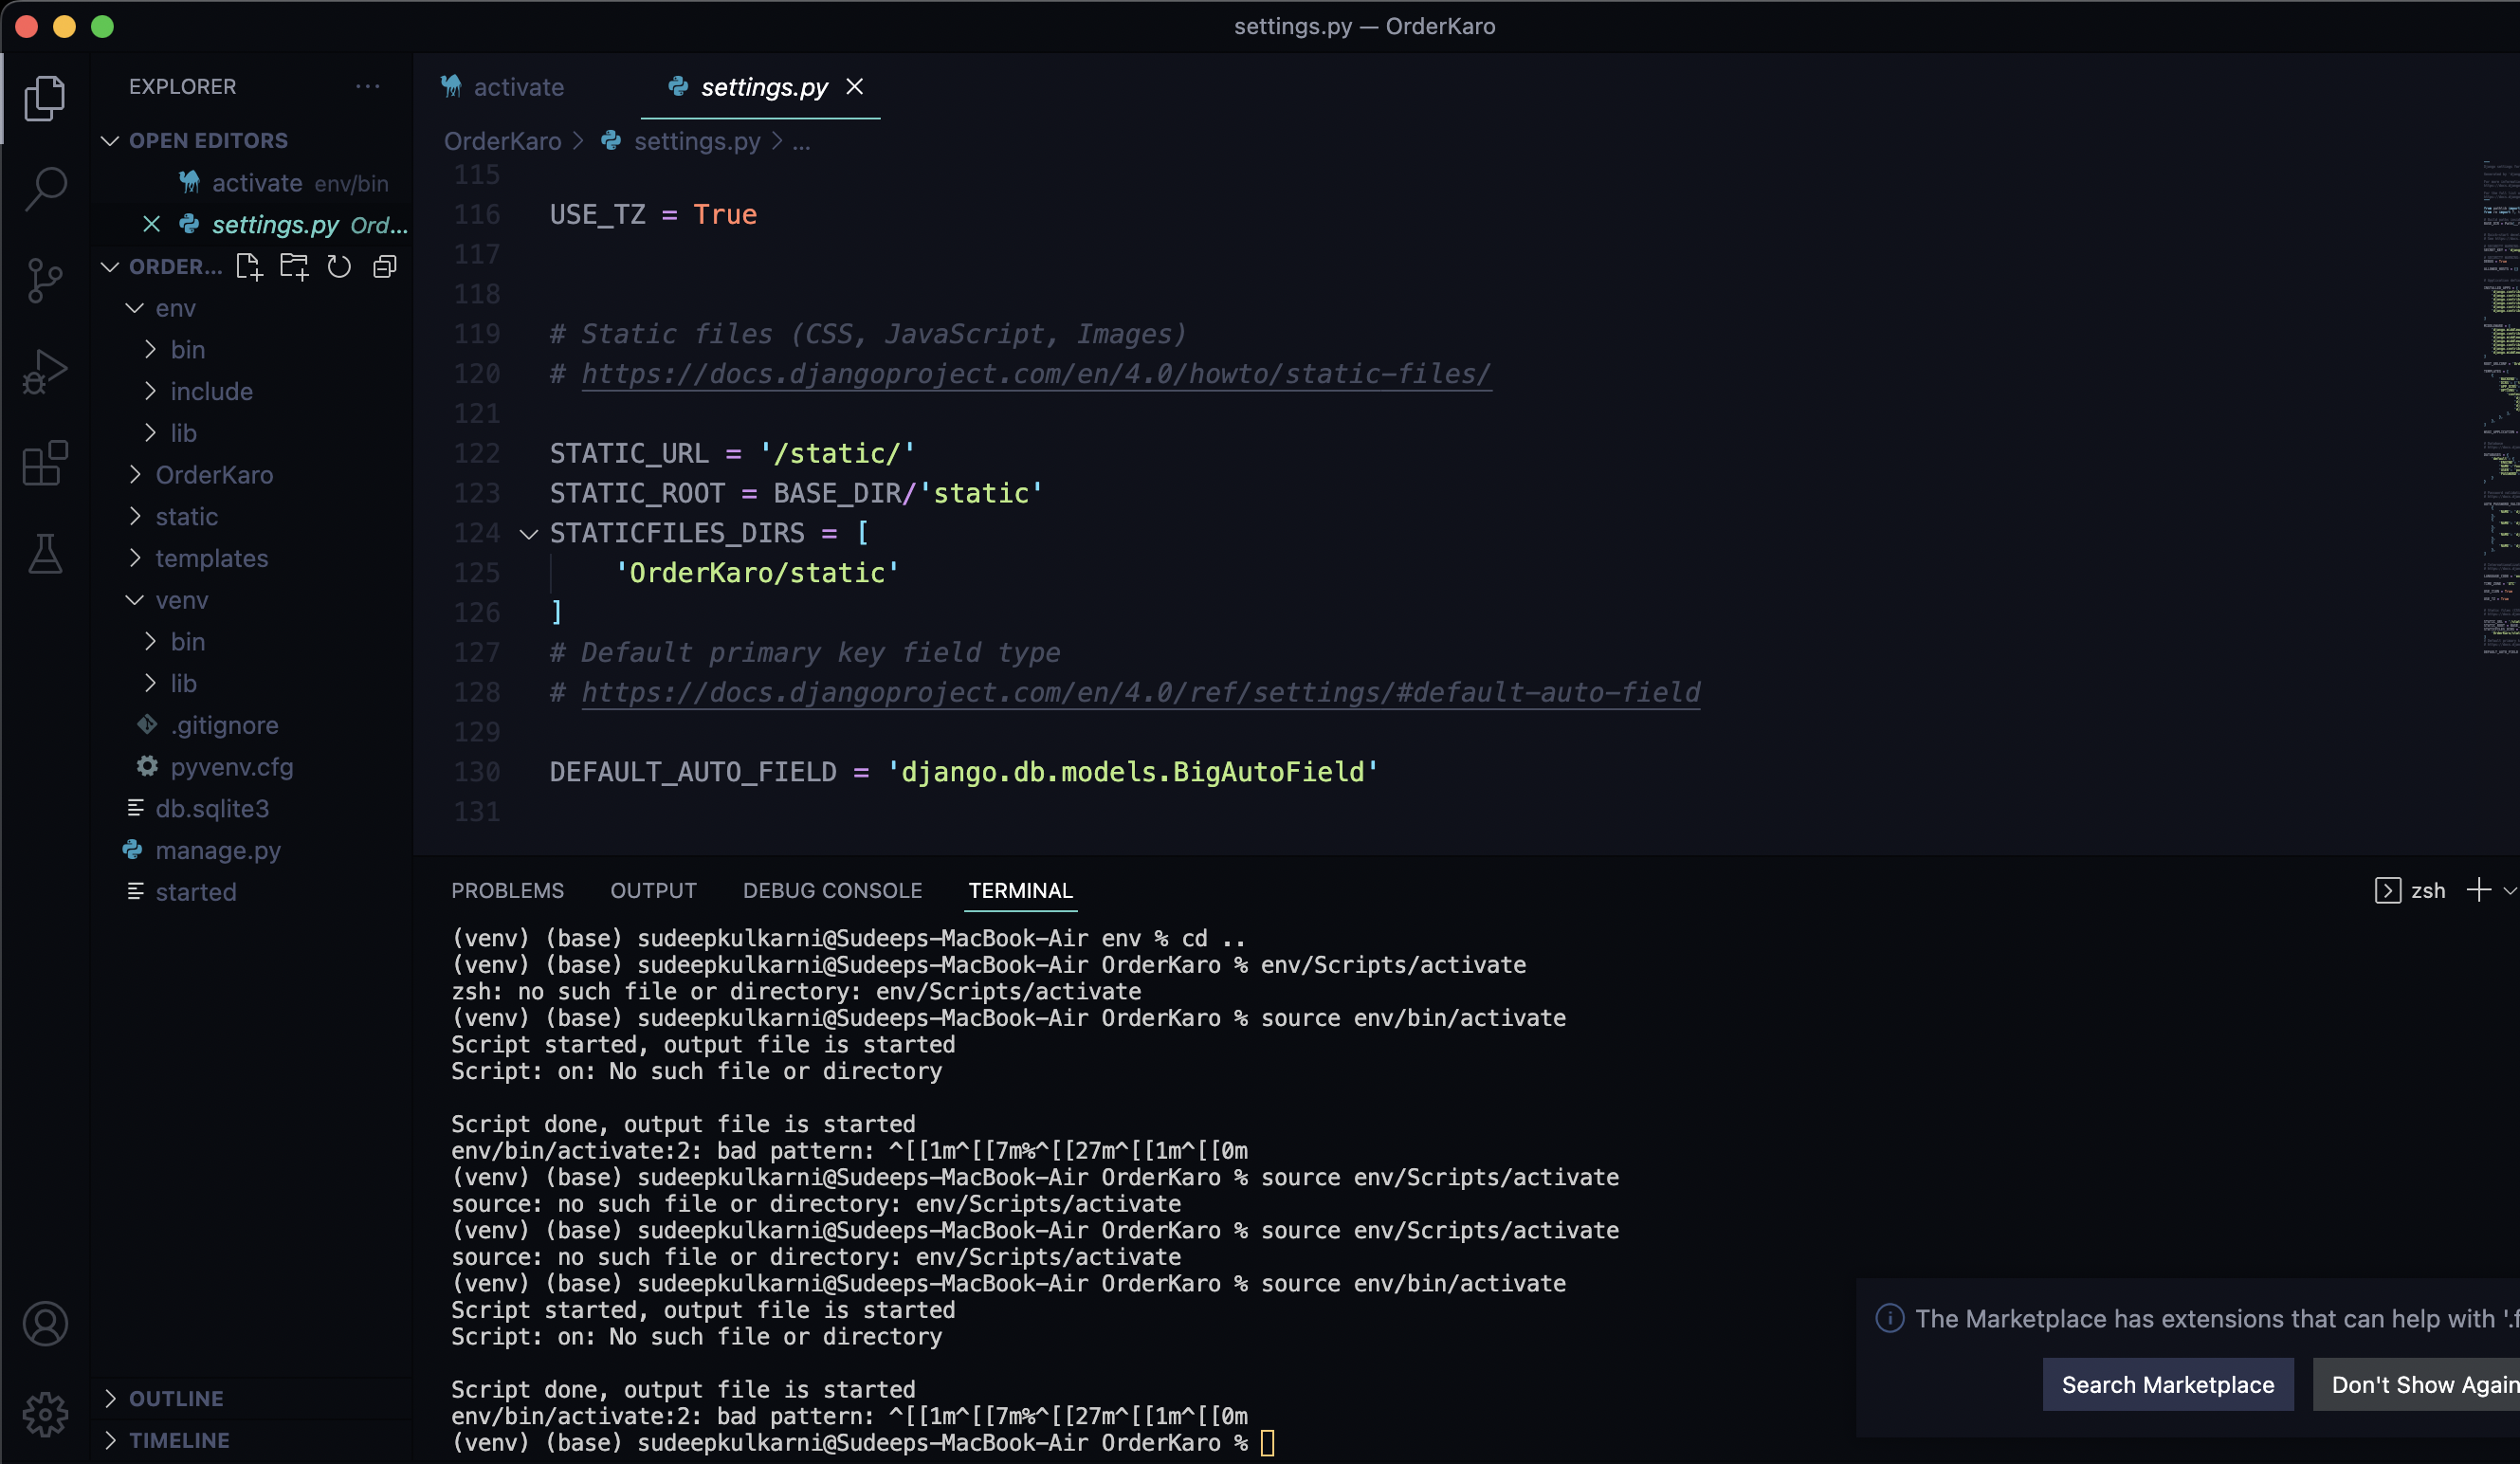 settings.py — OrderKaro
EXPLORER
OPEN EDITORS
activate env/bin
settings.py Ord...
ORDER...
env
bin
include
lib
OrderKaro
static
templates
venv
bin
lib
.gitignore
pyvenv.cfg
db.sqlite3
manage.py
started
OUTLINE
TIMELINE
activate
settings.py
OrderKaro > settings.py > ...
115
116 USE_TZ = True
117
118
119 # Static files (CSS, JavaScript, Images)
120 # https://docs.djangoproject.com/en/4.0/howto/static-files/
121
122 STATIC_URL = '/static/'
123 STATIC_ROOT = BASE_DIR/'static'
124 STATICFILES_DIRS = [
125 'OrderKaro/static'
126 ]
127 # Default primary key field type
128 # https://docs.djangoproject.com/en/4.0/ref/settings/#default-auto-field
129
130 DEFAULT_AUTO_FIELD = 'django.db.models.BigAutoField'
131
PROBLEMS OUTPUT DEBUG CONSOLE TERMINAL
zsh
(venv) (base) sudeepkulkarni@Sudeeps-MacBook-Air env % cd ..
(venv) (base) sudeepkulkarni@Sudeeps-MacBook-Air OrderKaro % env/Scripts/activate
zsh: no such file or directory: env/Scripts/activate
(venv) (base) sudeepkulkarni@Sudeeps-MacBook-Air OrderKaro % source env/bin/activate
Script started, output file is started
Script: on: No such file or directory
Script done, output file is started
env/bin/activate:2: bad pattern: ^[[1m^[[7m%^[[27m^[[1m^[[0m
(venv) (base) sudeepkulkarni@Sudeeps-MacBook-Air OrderKaro % source env/Scripts/activate
source: no such file or directory: env/Scripts/activate
(venv) (base) sudeepkulkarni@Sudeeps-MacBook-Air OrderKaro % source env/Scripts/activate
source: no such file or directory: env/Scripts/activate
(venv) (base) sudeepkulkarni@Sudeeps-MacBook-Air OrderKaro % source env/bin/activate
Script started, output file is started
Script: on: No such file or directory
Script done, output file is started
env/bin/activate:2: bad pattern: ^[[1m^[[7m%^[[27m^[[1m^[[0m
(venv) (base) sudeepkulkarni@Sudeeps-MacBook-Air OrderKaro %
The Marketplace has extensions that can help with '.f
Search Marketplace
Don't Show Again